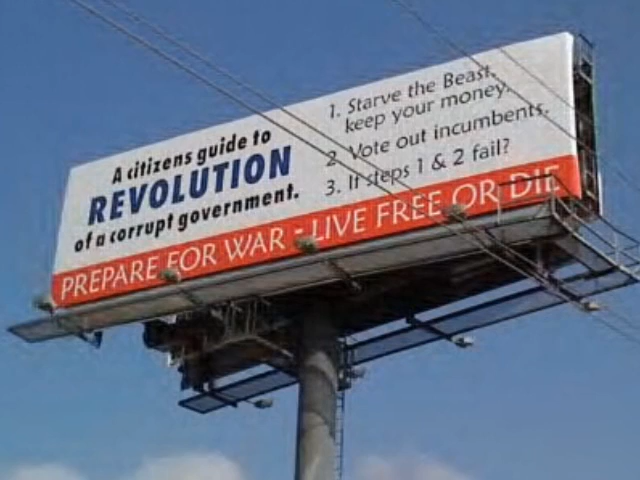 A citizens guide to
REVOLUTION
of a corrupt government.
1. Starve the Beast,
keep your money.
2. Vote out incumbents.
3. If steps 1 & 2 fail?
PREPARE FOR WAR - LIVE FREE OR DIE